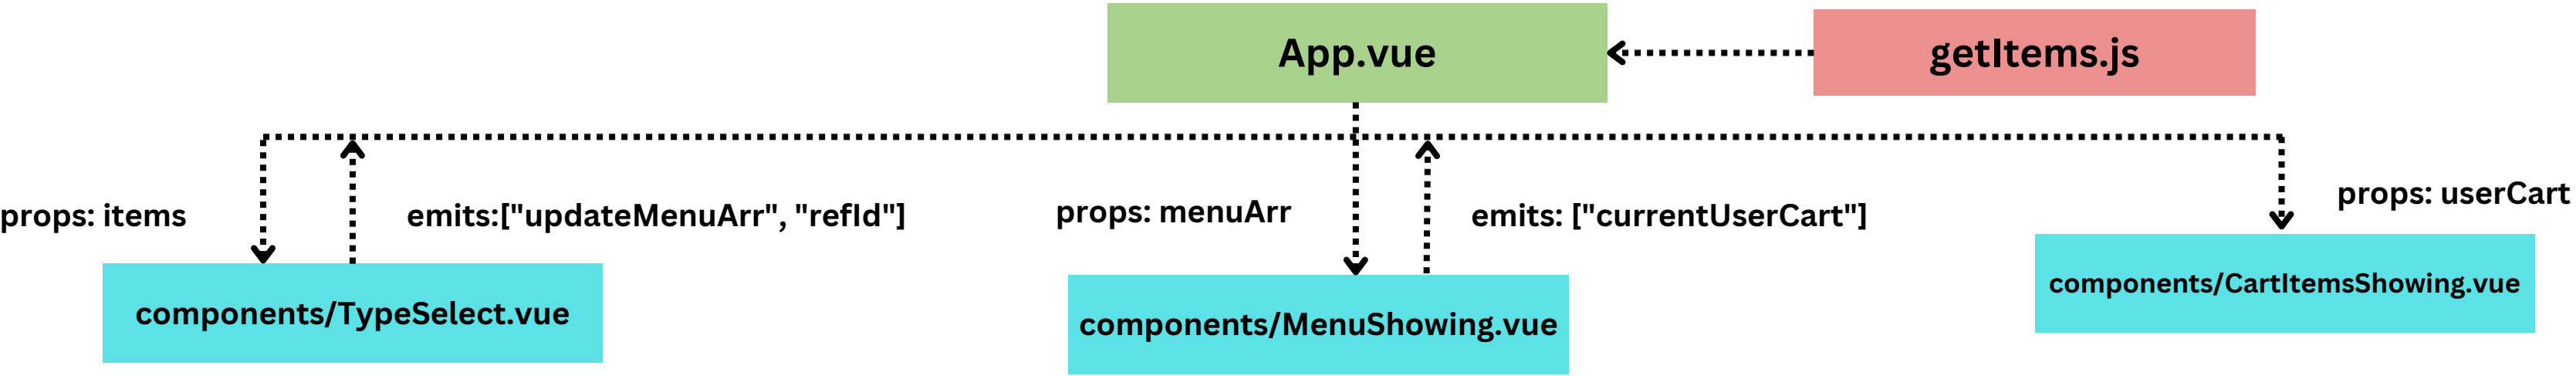 App.vue
getItems.js
props: items
emits:["updateMenuArr", "refId"]
props: menuArr
emits: ["currentUserCart"]
props: userCart
components/TypeSelect.vue
components/MenuShowing.vue
components/CartItemsShowing.vue